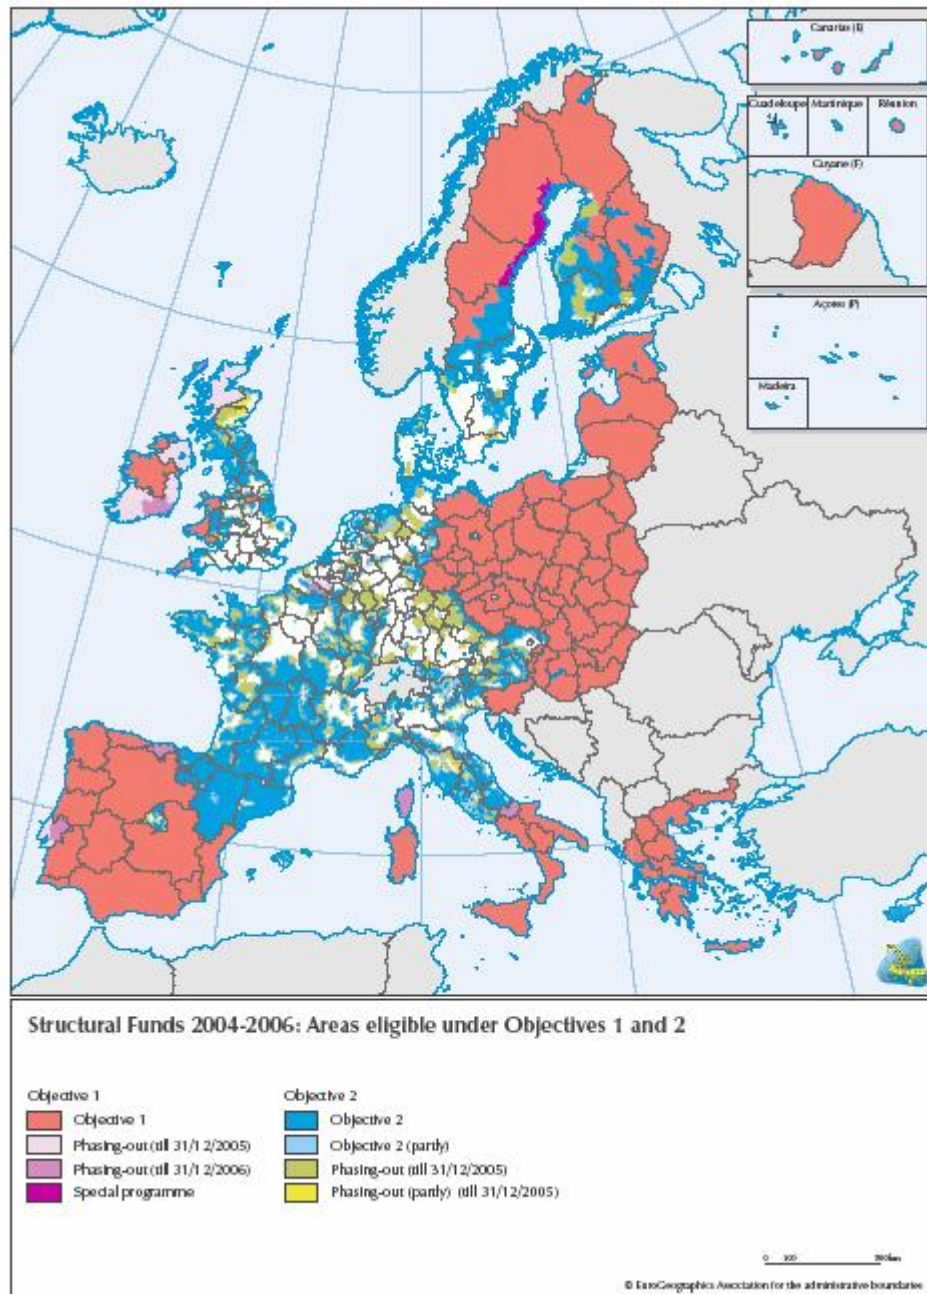 Canarias (E)
Guadeloupe
Martinique
Réunion
Guyane (F)
Açores (P)
Madeira
Structural Funds 2004-2006: Areas eligible under Objectives 1 and 2
Objective 1
Objective 1
Phasing-out (till 31/12/2005)
Phasing-out (till 31/12/2006)
Special programme
Objective 2
Objective 2
Objective 2 (partly)
Phasing-out (till 31/12/2005)
Phasing-out (partly) (till 31/12/2005)
© EuroGeographics Association for the administrative boundaries